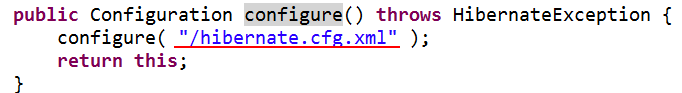 public Configuration configure() throws HibernateException {
    configure( "/hibernate.cfg.xml" );
    return this;
}